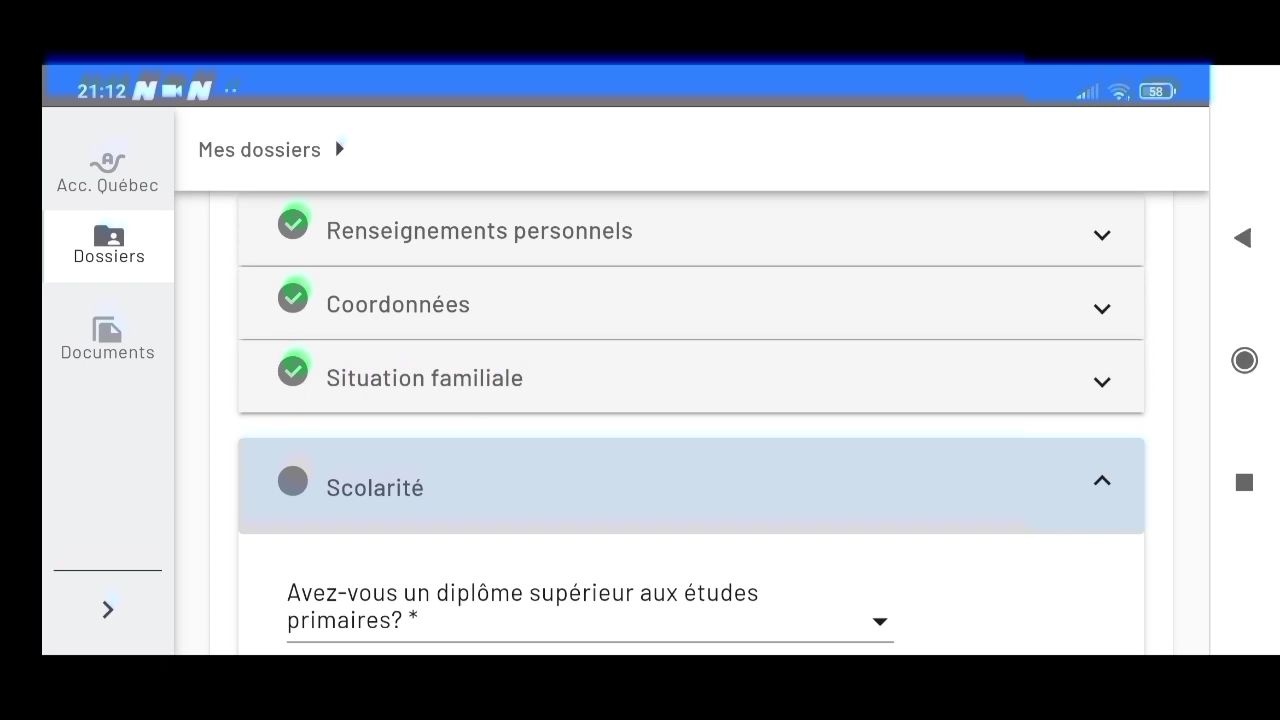 21:12 N N 58
Mes dossiers
Acc. Québec
Dossiers
Documents
Renseignements personnels
Coordonnées
Situation familiale
Scolarité
Avez-vous un diplôme supérieur aux études
primaires? *